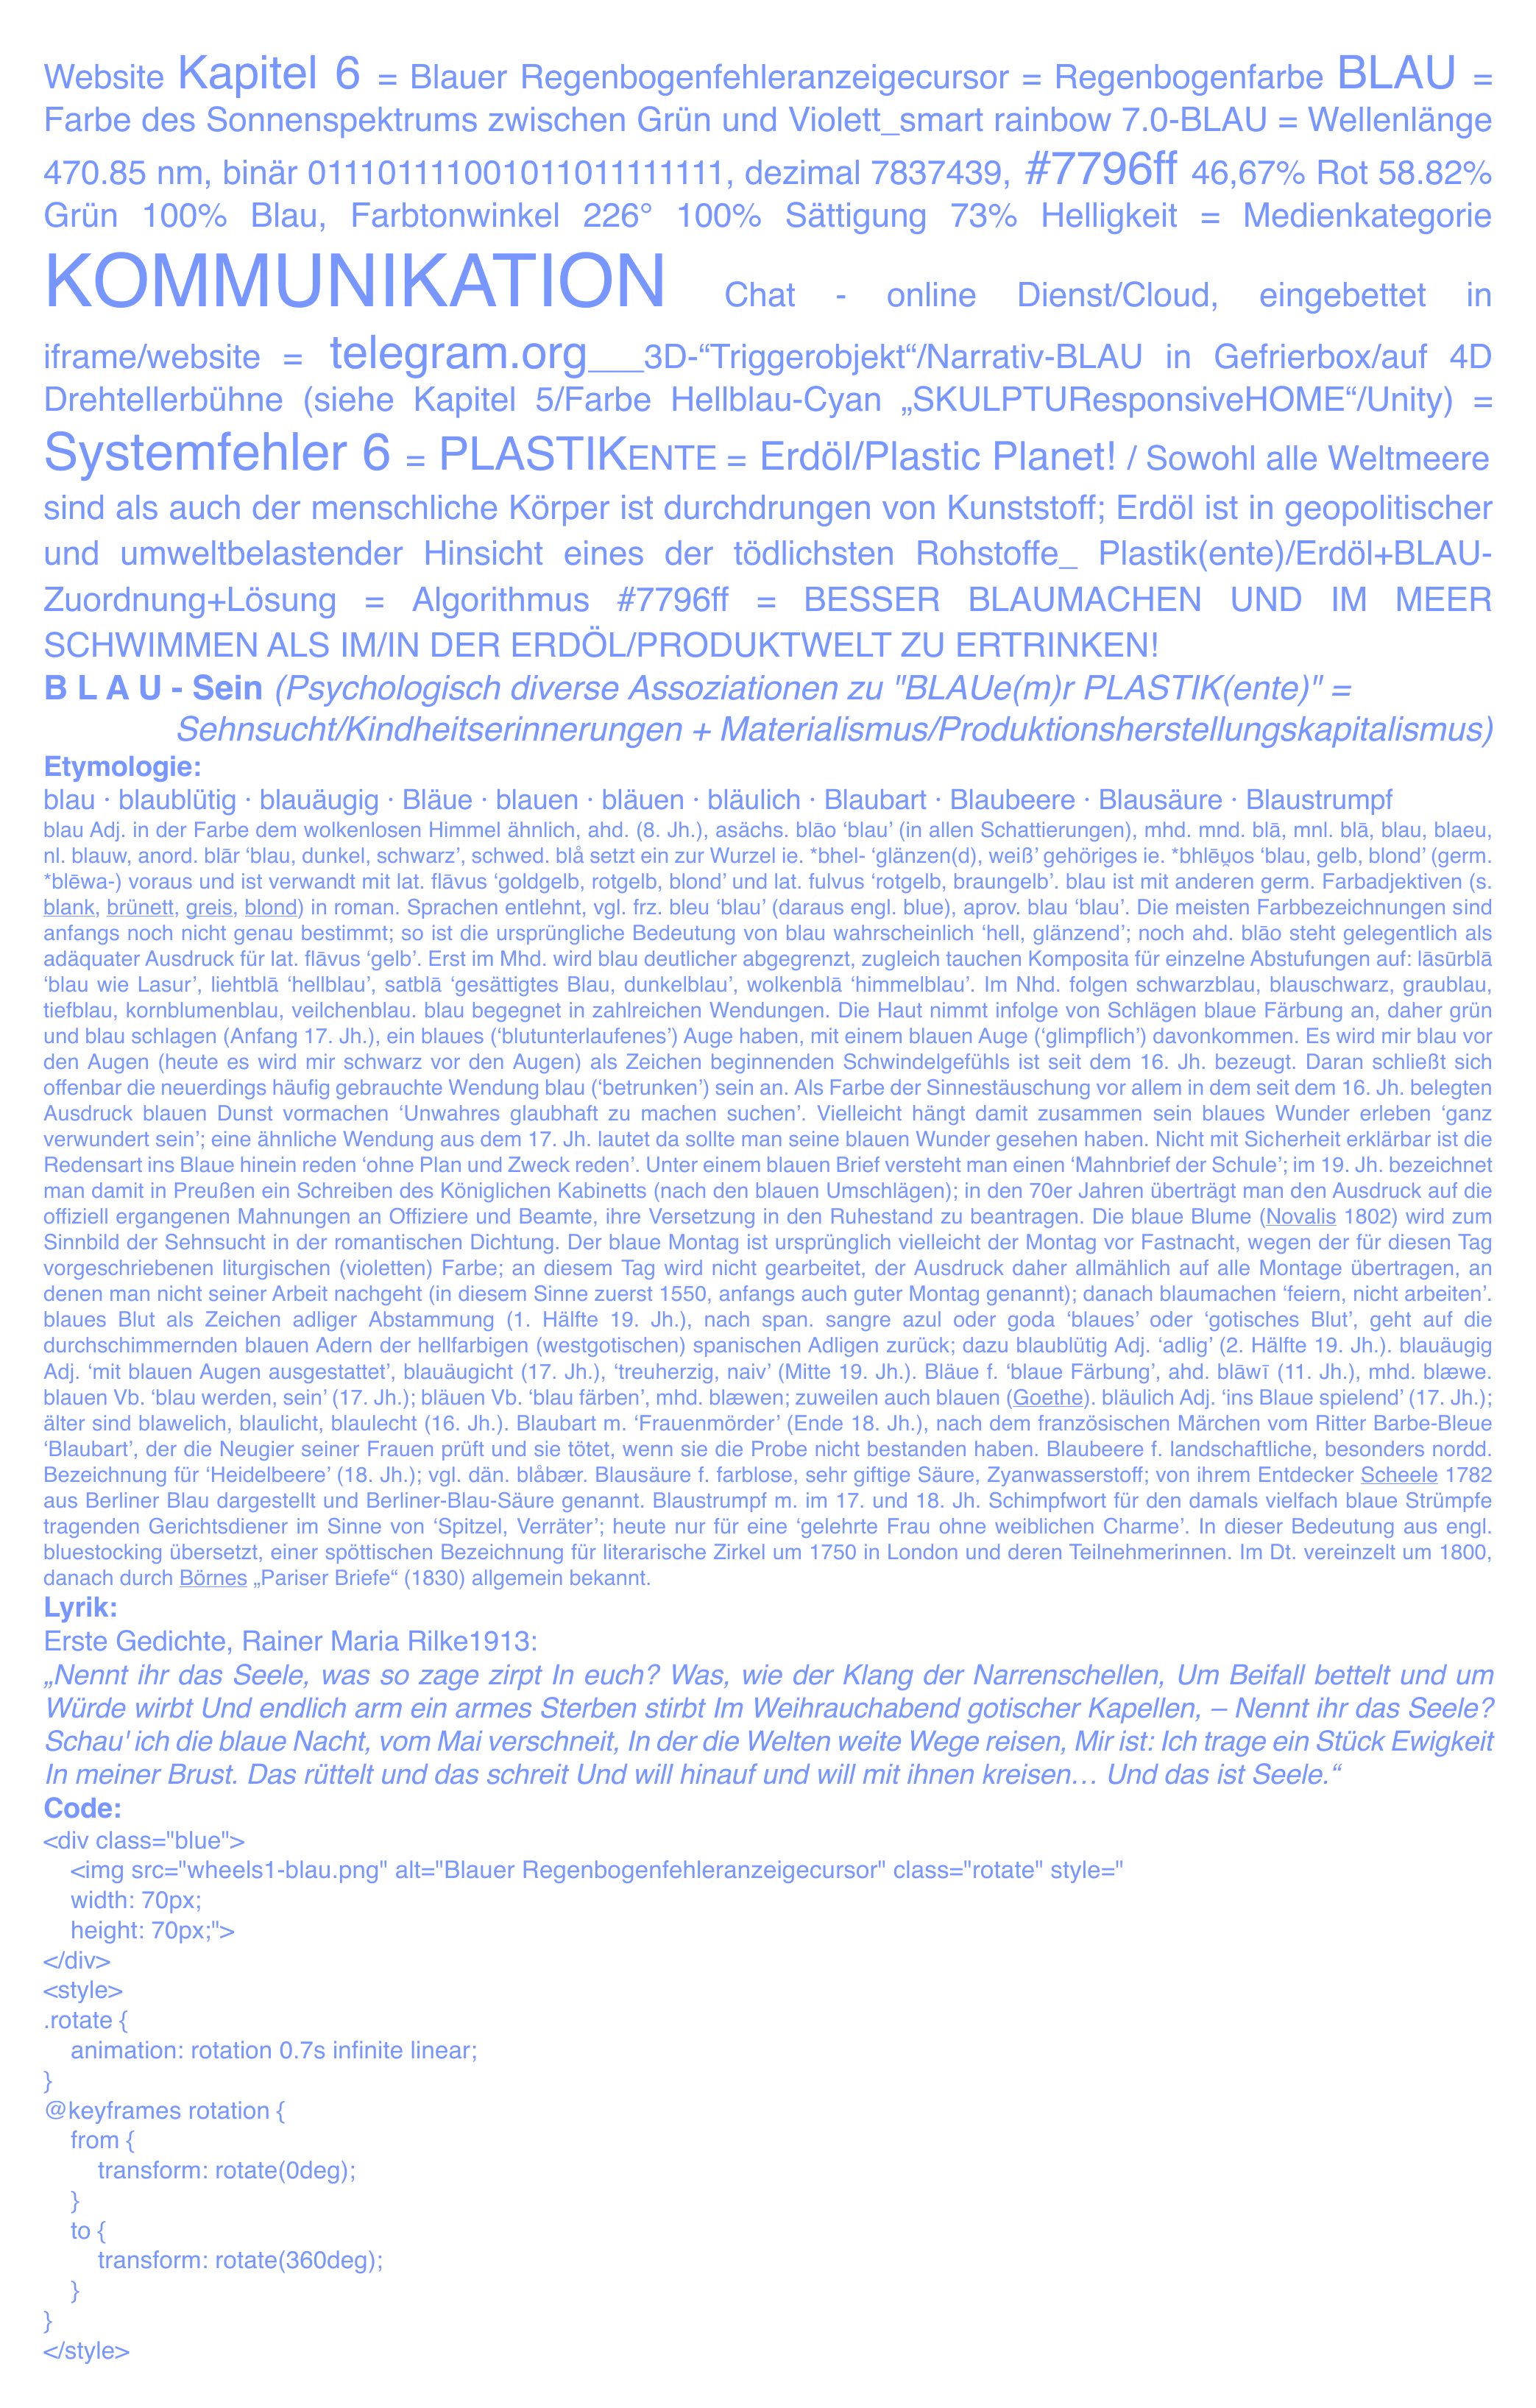 Website Kapitel 6 = Blauer Regenbogenfehleranzeigecursor = Regenbogenfarbe BLAU =
Farbe des Sonnenspektrums zwischen Grün und Violett_smart rainbow 7.0-BLAU = Wellenlänge
470.85 nm, binär 011101111001011011111111, dezimal 7837439, #7796ff 46,67% Rot 58.82%
Grün 100% Blau, Farbtonwinkel 226° 100% Sättigung 73% Helligkeit = Medienkategorie
KOMMUNIKATION Chat - online Dienst/Cloud, eingebettet in
iframe/website = telegram.org___3D-“Triggerobjekt“/Narrativ-BLAU in Gefrierbox/auf 4D
Drehtellerbühne (siehe Kapitel 5/Farbe Hellblau-Cyan „SKULPTUResponsiveHOME“/Unity) =
Systemfehler 6 = PLASTIKENTE = Erdöl/Plastic Planet! / Sowohl alle Weltmeere
sind als auch der menschliche Körper ist durchdrungen von Kunststoff; Erdöl ist in geopolitischer
und umweltbelastender Hinsicht eines der tödlichsten Rohstoffe_ Plastik(ente)/Erdöl+BLAU-
Zuordnung+Lösung = Algorithmus #7796ff = BESSER BLAUMACHEN UND IM MEER
SCHWIMMEN ALS IM/IN DER ERDÖL/PRODUKTWELT ZU ERTRINKEN!
B L A U - Sein (Psychologisch diverse Assoziationen zu "BLAUe(m)r PLASTIK(ente)" =
Sehnsucht/Kindheitserinnerungen + Materialismus/Produktionsherstellungskapitalismus)
Etymologie:
blau · blaublütig · blauäugig · Bläue · blauen · bläuen · bläulich · Blaubart · Blaubeere · Blausäure · Blaustrumpf
blau Adj. in der Farbe dem wolkenlosen Himmel ähnlich, ahd. (8. Jh.), asächs. blāo ‘blau’ (in allen Schattierungen), mhd. mnd. blā, mnl. blā, blau, blaeu,
nl. blauw, anord. blār ‘blau, dunkel, schwarz’, schwed. blå setzt ein zur Wurzel ie. *bhel- ‘glänzen(d), weiß’ gehöriges ie. *bhlēu̯os ‘blau, gelb, blond’ (germ.
*blēwa-) voraus und ist verwandt mit lat. flāvus ‘goldgelb, rotgelb, blond’ und lat. fulvus ‘rotgelb, braungelb’. blau ist mit anderen germ. Farbadjektiven (s.
blank, brünett, greis, blond) in roman. Sprachen entlehnt, vgl. frz. bleu ‘blau’ (daraus engl. blue), aprov. blau ‘blau’. Die meisten Farbbezeichnungen sind
anfangs noch nicht genau bestimmt; so ist die ursprüngliche Bedeutung von blau wahrscheinlich ‘hell, glänzend’; noch ahd. blāo steht gelegentlich als
adäquater Ausdruck für lat. flāvus ‘gelb’. Erst im Mhd. wird blau deutlicher abgegrenzt, zugleich tauchen Komposita für einzelne Abstufungen auf: lāsūrblā
‘blau wie Lasur’, liehtblā ‘hellblau’, satblā ‘gesättigtes Blau, dunkelblau’, wolkenblā ‘himmelblau’. Im Nhd. folgen schwarzblau, blauschwarz, graublau,
tiefblau, kornblumenblau, veilchenblau. blau begegnet in zahlreichen Wendungen. Die Haut nimmt infolge von Schlägen blaue Färbung an, daher grün
und blau schlagen (Anfang 17. Jh.), ein blaues (‘blutunterlaufenes’) Auge haben, mit einem blauen Auge (‘glimpflich’) davonkommen. Es wird mir blau vor
den Augen (heute es wird mir schwarz vor den Augen) als Zeichen beginnenden Schwindelgefühls ist seit dem 16. Jh. bezeugt. Daran schließt sich
offenbar die neuerdings häufig gebrauchte Wendung blau (‘betrunken’) sein an. Als Farbe der Sinnestäuschung vor allem in dem seit dem 16. Jh. belegten
Ausdruck blauen Dunst vormachen ‘Unwahres glaubhaft zu machen suchen’. Vielleicht hängt damit zusammen sein blaues Wunder erleben ‘ganz
verwundert sein’; eine ähnliche Wendung aus dem 17. Jh. lautet da sollte man seine blauen Wunder gesehen haben. Nicht mit Sicherheit erklärbar ist die
Redensart ins Blaue hinein reden ‘ohne Plan und Zweck reden’. Unter einem blauen Brief versteht man einen ‘Mahnbrief der Schule’; im 19. Jh. bezeichnet
man damit in Preußen ein Schreiben des Königlichen Kabinetts (nach den blauen Umschlägen); in den 70er Jahren überträgt man den Ausdruck auf die
offiziell ergangenen Mahnungen an Offiziere und Beamte, ihre Versetzung in den Ruhestand zu beantragen. Die blaue Blume (Novalis 1802) wird zum
Sinnbild der Sehnsucht in der romantischen Dichtung. Der blaue Montag ist ursprünglich vielleicht der Montag vor Fastnacht, wegen der für diesen Tag
vorgeschriebenen liturgischen (violetten) Farbe; an diesem Tag wird nicht gearbeitet, der Ausdruck daher allmählich auf alle Montage übertragen, an
denen man nicht seiner Arbeit nachgeht (in diesem Sinne zuerst 1550, anfangs auch guter Montag genannt); danach blaumachen ‘feiern, nicht arbeiten’.
blaues Blut als Zeichen adliger Abstammung (1. Hälfte 19. Jh.), nach span. sangre azul oder goda ‘blaues’ oder ‘gotisches Blut’, geht auf die
durchschimmernden blauen Adern der hellfarbigen (westgotischen) spanischen Adligen zurück; dazu blaublütig Adj. ‘adlig’ (2. Hälfte 19. Jh.). blauäugig
Adj. ‘mit blauen Augen ausgestattet’, blauäugicht (17. Jh.), ‘treuherzig, naiv’ (Mitte 19. Jh.). Bläue f. ‘blaue Färbung’, ahd. blāwī (11. Jh.), mhd. blæwe.
blauen Vb. ‘blau werden, sein’ (17. Jh.); bläuen Vb. ‘blau färben’, mhd. blæwen; zuweilen auch blauen (Goethe). bläulich Adj. ‘ins Blaue spielend’ (17. Jh.);
älter sind blawelich, blaulicht, blaulecht (16. Jh.). Blaubart m. ‘Frauenmörder’ (Ende 18. Jh.), nach dem französischen Märchen vom Ritter Barbe-Bleue
‘Blaubart’, der die Neugier seiner Frauen prüft und sie tötet, wenn sie die Probe nicht bestanden haben. Blaubeere f. landschaftliche, besonders nordd.
Bezeichnung für ‘Heidelbeere’ (18. Jh.); vgl. dän. blåbær. Blausäure f. farblose, sehr giftige Säure, Zyanwasserstoff; von ihrem Entdecker Scheele 1782
aus Berliner Blau dargestellt und Berliner-Blau-Säure genannt. Blaustrumpf m. im 17. und 18. Jh. Schimpfwort für den damals vielfach blaue Strümpfe
tragenden Gerichtsdiener im Sinne von ‘Spitzel, Verräter’; heute nur für eine ‘gelehrte Frau ohne weiblichen Charme’. In dieser Bedeutung aus engl.
bluestocking übersetzt, einer spöttischen Bezeichnung für literarische Zirkel um 1750 in London und deren Teilnehmerinnen. Im Dt. vereinzelt um 1800,
danach durch Börnes „Pariser Briefe“ (1830) allgemein bekannt.
Lyrik:
Erste Gedichte, Rainer Maria Rilke1913:
„Nennt ihr das Seele, was so zage zirpt In euch? Was, wie der Klang der Narrenschellen, Um Beifall bettelt und um
Würde wirbt Und endlich arm ein armes Sterben stirbt Im Weihrauchabend gotischer Kapellen, – Nennt ihr das Seele?
Schau' ich die blaue Nacht, vom Mai verschneit, In der die Welten weite Wege reisen, Mir ist: Ich trage ein Stück Ewigkeit
In meiner Brust. Das rüttelt und das schreit Und will hinauf und will mit ihnen kreisen… Und das ist Seele.“
Code:
<div class="blue">
<img src="wheels1-blau.png" alt="Blauer Regenbogenfehleranzeigecursor" class="rotate" style="
width: 70px;
height: 70px;">
</div>
<style>
.rotate {
animation: rotation 0.7s infinite linear;
}
@keyframes rotation {
from {
transform: rotate(0deg);
}
to {
transform: rotate(360deg);
}
}
</style>